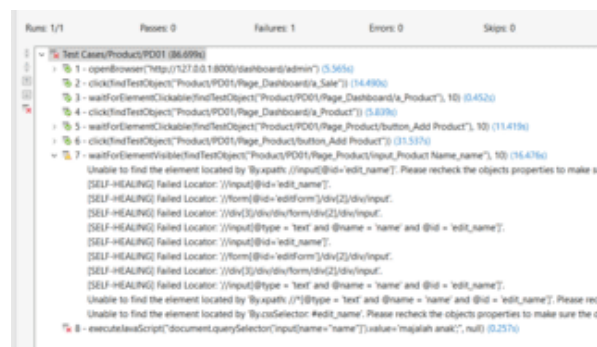 Runs: 1/1 Passes: 0 Failures: 1 Errors: 0 Skips: 0
Test Cases/Product/PD01 (86.699s)
1 - openBrowser("http://127.0.0.1:8000/dashboard/admin") (5.565s)
2 - click(findTestObject("Product/PD01/Page_Dashboard/a_Sale")) (14.490s)
3 - waitForElementClickable(findTestObject("Product/PD01/Page_Dashboard/a_Product"), 10) (0.452s)
4 - click(findTestObject("Product/PD01/Page_Dashboard/a_Product")) (5.839s)
5 - waitForElementClickable(findTestObject("Product/PD01/Page_Product/button_Add Product"), 10) (11.419s)
6 - click(findTestObject("Product/PD01/Page_Product/button_Add Product")) (31.537s)
7 - waitForElementVisible(findTestObject("Product/PD01/Page_Product/input_Product Name_name"), 10) (16.476s)
Unable to find the element located by 'By.xpath: //input[@id='edit_name']'. Please recheck the objects properties to make s
[SELF-HEALING] Failed Locator: '//input[@id='edit_name']'.
[SELF-HEALING] Failed Locator: '//form[@id='editForm']/div[2]/div/input'.
[SELF-HEALING] Failed Locator: '//div[3]/div/div/form/div[2]/div/input'.
[SELF-HEALING] Failed Locator: '//input[@type = 'text' and @name = 'name' and @id = 'edit_name']'.
[SELF-HEALING] Failed Locator: '//input[@id='edit_name']'.
[SELF-HEALING] Failed Locator: '//form[@id='editForm']/div[2]/div/input'.
[SELF-HEALING] Failed Locator: '//div[3]/div/div/form/div[2]/div/input'.
[SELF-HEALING] Failed Locator: '//input[@type = 'text' and @name = 'name' and @id = 'edit_name']'.
Unable to find the element located by 'By.xpath: //*[@type = 'text' and @name = 'name' and @id = 'edit_name']'. Please rec
Unable to find the element located by 'By.cssSelector: #edit_name'. Please recheck the objects properties to make sure the d
8 - executeJavaScript("document.querySelector('input[name="name"]').value='majalah anak';", null) (0.257s)